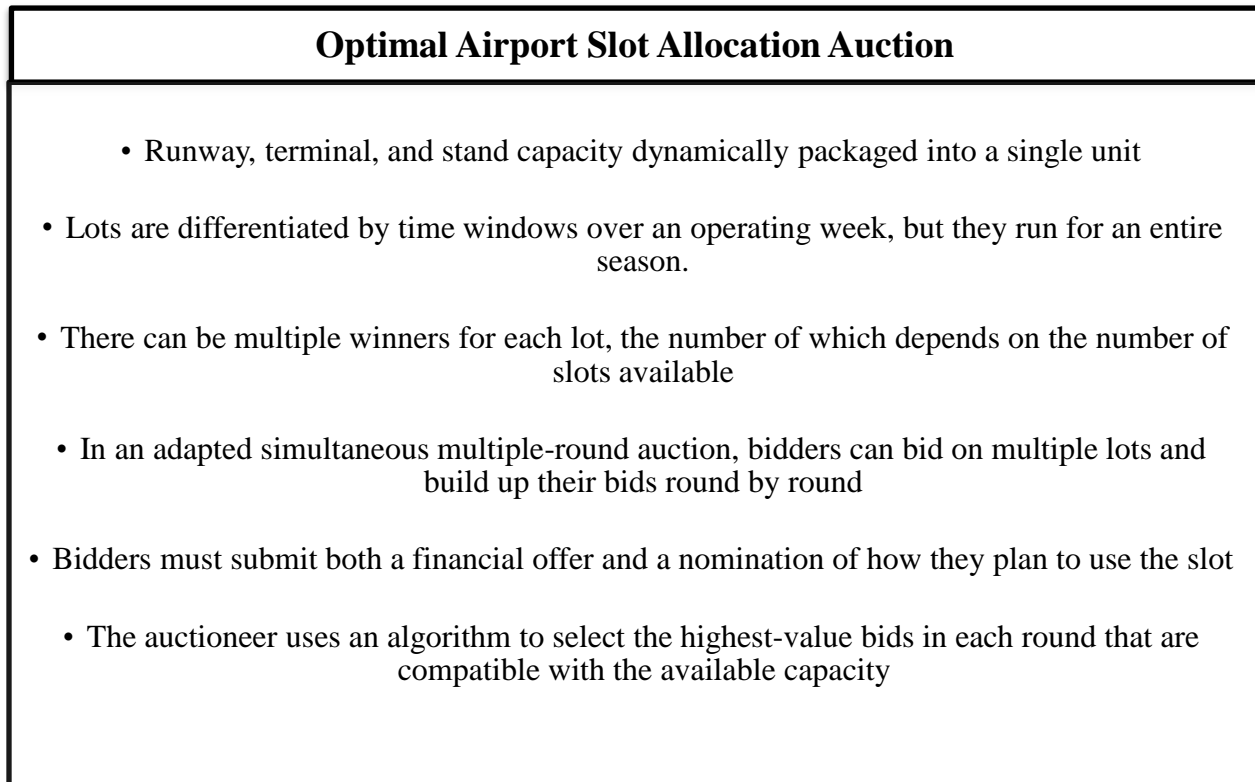 Optimal Airport Slot Allocation Auction
• Runway, terminal, and stand capacity dynamically packaged into a single unit
• Lots are differentiated by time windows over an operating week, but they run for an entire
season.
• There can be multiple winners for each lot, the number of which depends on the number of
slots available
• In an adapted simultaneous multiple-round auction, bidders can bid on multiple lots and
build up their bids round by round
• Bidders must submit both a financial offer and a nomination of how they plan to use the slot
• The auctioneer uses an algorithm to select the highest-value bids in each round that are
compatible with the available capacity